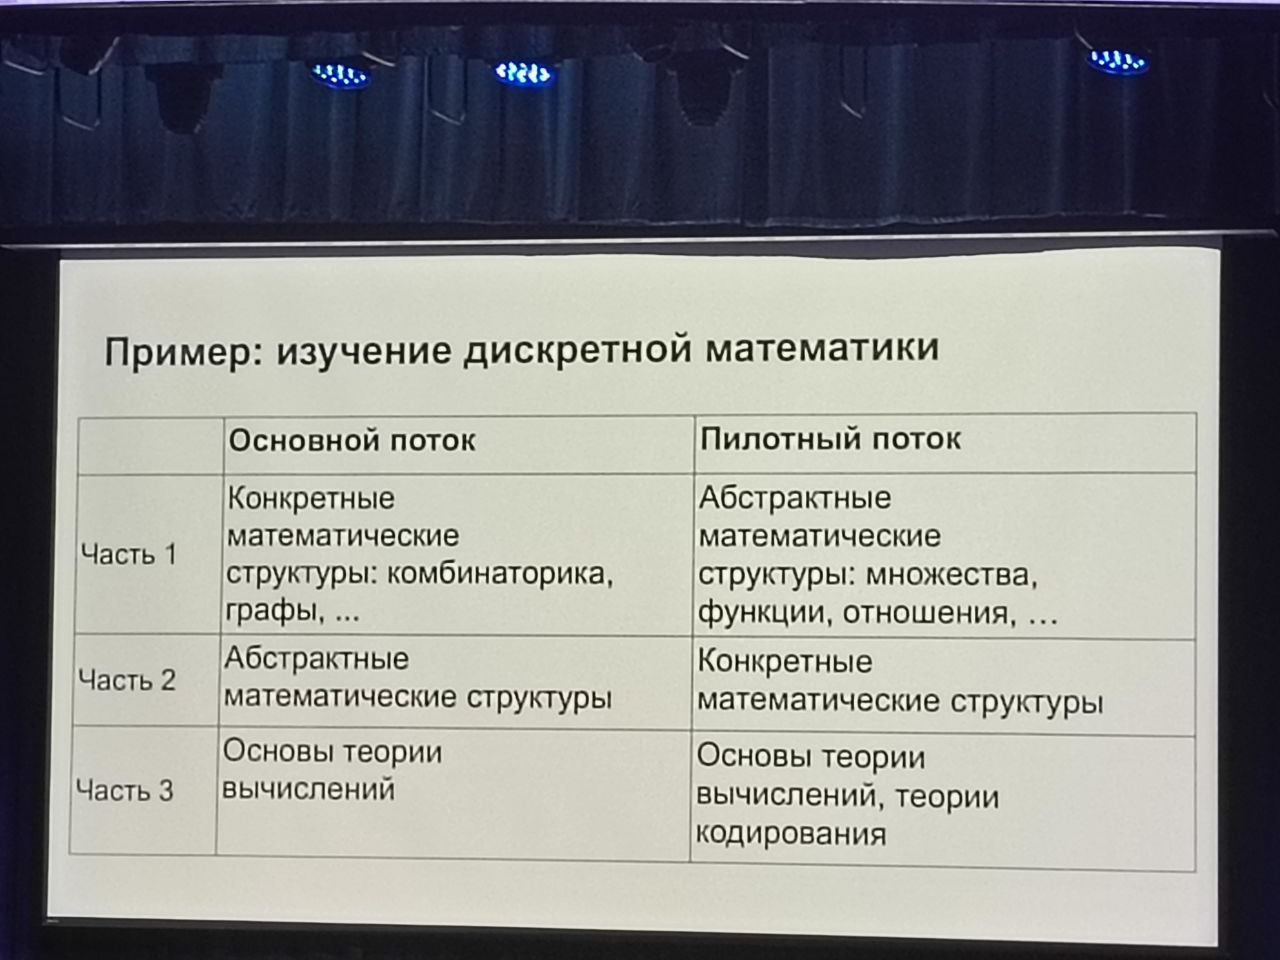 Пример: изучение дискретной математики
Основной поток
Пилотный поток
Часть 1
Конкретные
математические
структуры: комбинаторика,
графы, ...
Абстрактные
математические
структуры: множества,
функции, отношения, ...
Часть 2
Абстрактные
математические структуры
Конкретные
математические структуры
Часть 3
Основы теории
вычислений
Основы теории
вычислений, теории
кодирования